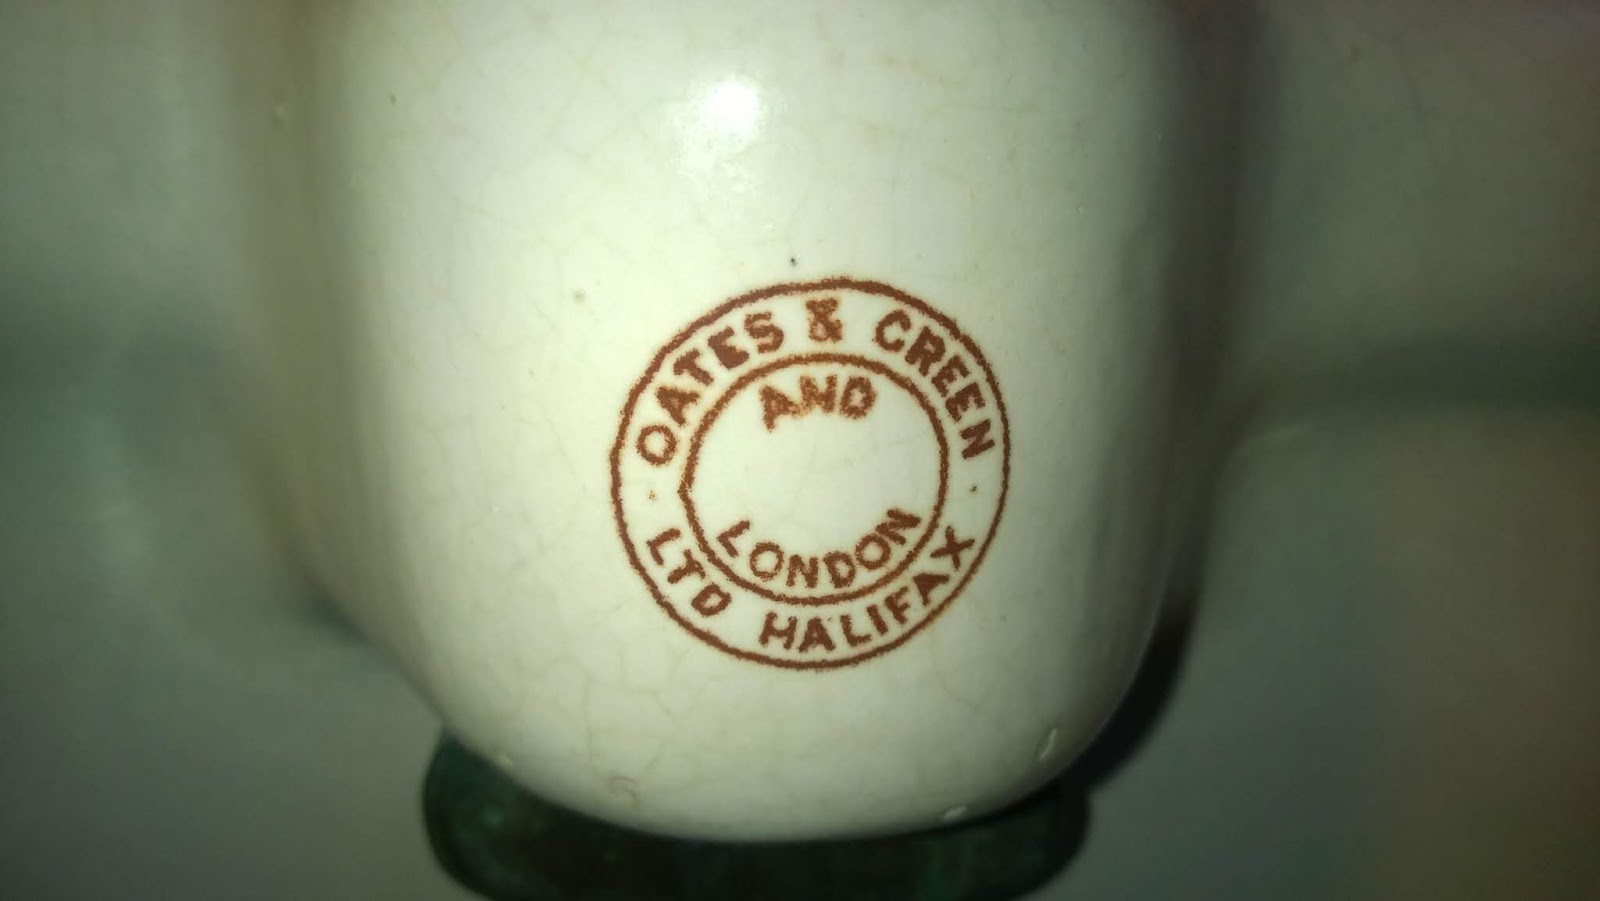 OATES & GREEN
LTD HALIFAX
AND
LONDON